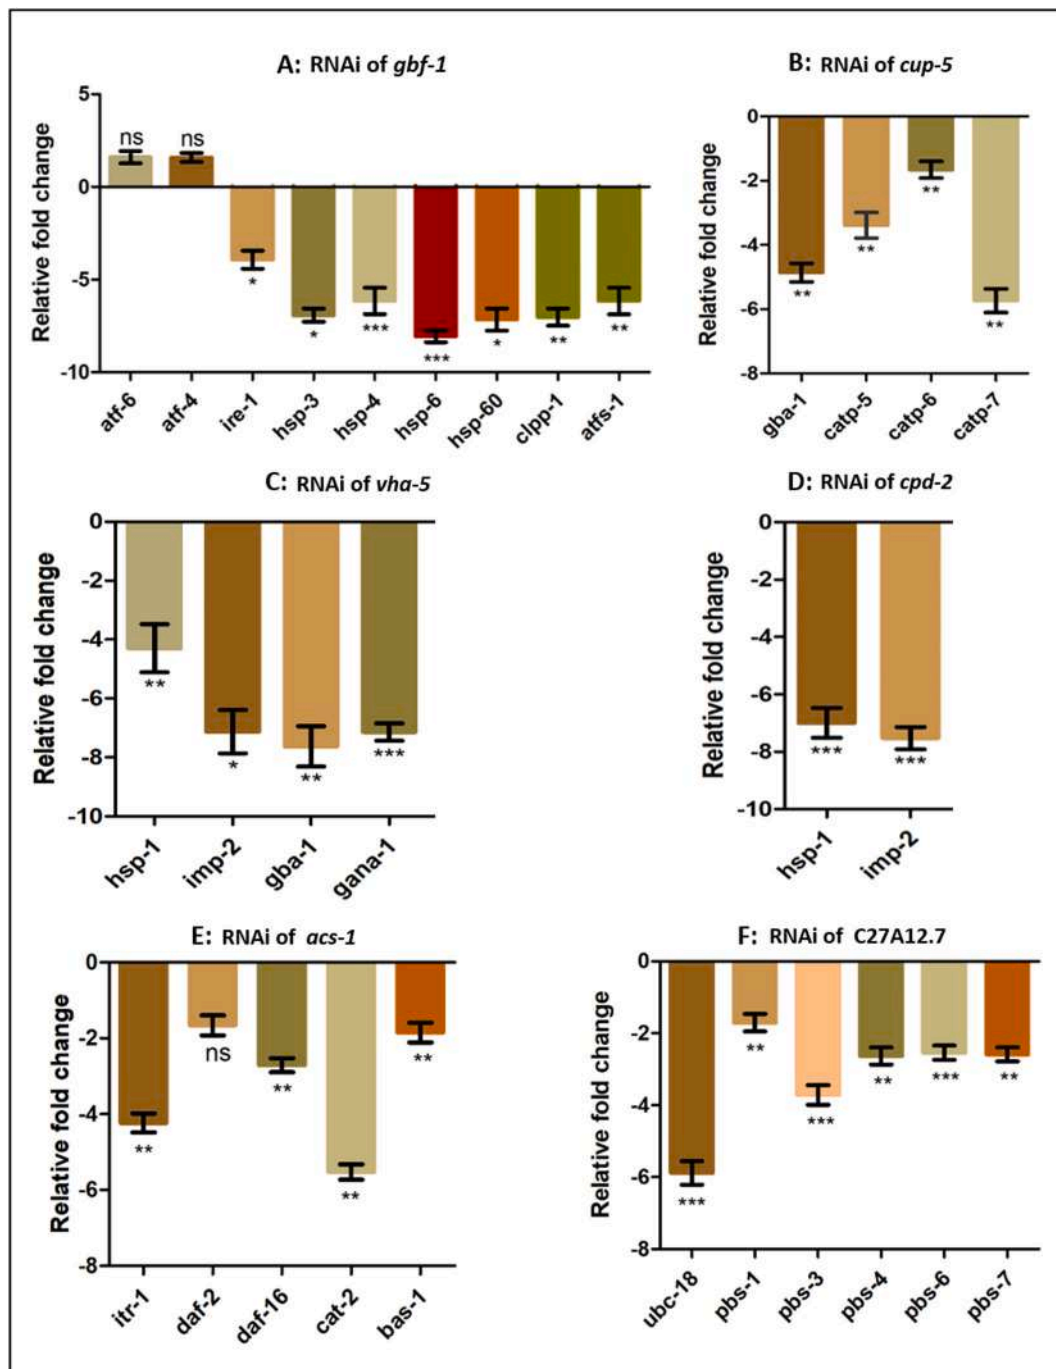 A: RNAi of gbf-1
Relative fold change
5
0
-5
-10
ns
ns
*
*
***
***
*
**
**
atf-6
atf-4
ire-1
hsp-3
hsp-4
hsp-6
hsp-60
clpp-1
atfs-1
B: RNAi of cup-5
Relative fold change
0
-2
-4
-6
-8
**
**
**
**
gba-1
catp-5
catp-6
catp-7
C: RNAi of vha-5
Relative fold change
0
-2
-4
-6
-8
-10
**
*
**
***
hsp-1
imp-2
gba-1
gana-1
D: RNAi of cpd-2
Relative fold change
0
-2
-4
-6
-8
-10
***
***
hsp-1
imp-2
E: RNAi of acs-1
Relative fold change
0
-2
-4
-6
-8
**
ns
**
**
**
itr-1
daf-2
daf-16
cat-2
bas-1
F: RNAi of C27A12.7
Relative fold change
0
-2
-4
-6
-8
***
**
***
**
***
**
ubc-18
pbs-1
pbs-3
pbs-4
pbs-6
pbs-7